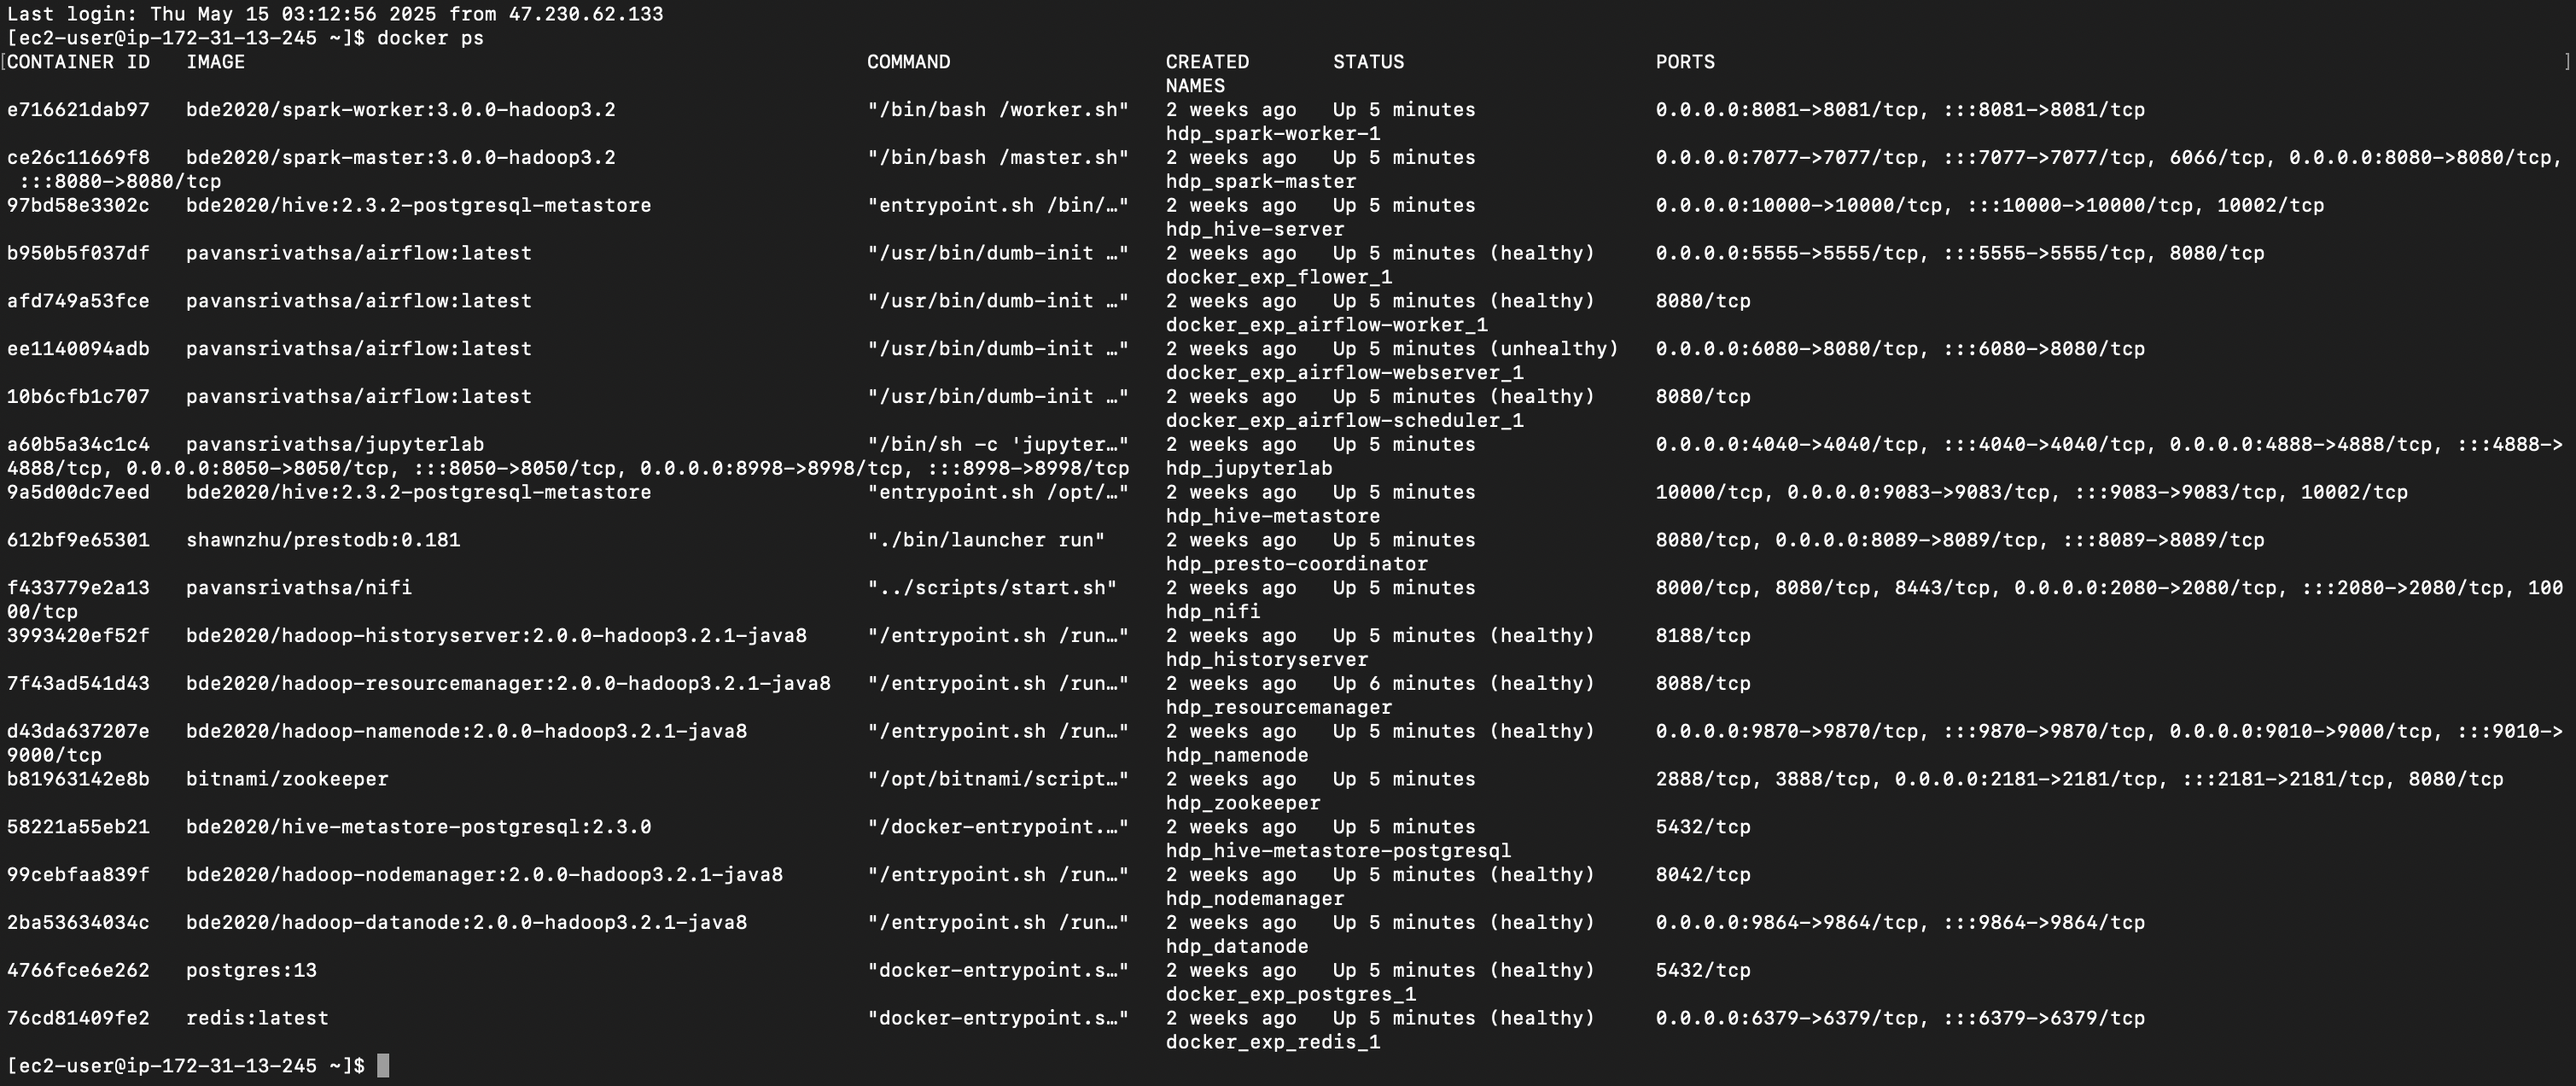 Last login: Thu May 15 03:12:56 2025 from 47.230.62.133
[ec2-user@ip-172-31-13-245 ~]$ docker ps
[CONTAINER ID   IMAGE                                                    COMMAND                  CREATED       STATUS                     PORTS                                                                       ]
NAMES
e716621dab97   bde2020/spark-worker:3.0.0-hadoop3.2                     "/bin/bash /worker.sh"   2 weeks ago   Up 5 minutes               0.0.0.0:8081->8081/tcp, :::8081->8081/tcp
hdp_spark-worker-1
ce26c11669f8   bde2020/spark-master:3.0.0-hadoop3.2                     "/bin/bash /master.sh"   2 weeks ago   Up 5 minutes               0.0.0.0:7077->7077/tcp, :::7077->7077/tcp, 6066/tcp, 0.0.0.0:8080->8080/tcp,
:::8080->8080/tcp                                                                                hdp_spark-master
97bd58e3302c   bde2020/hive:2.3.2-postgresql-metastore                  "entrypoint.sh /bin/…"   2 weeks ago   Up 5 minutes               0.0.0.0:10000->10000/tcp, :::10000->10000/tcp, 10002/tcp
hdp_hive-server
b950b5f037df   pavansrivathsa/airflow:latest                            "/usr/bin/dumb-init …"   2 weeks ago   Up 5 minutes (healthy)     0.0.0.0:5555->5555/tcp, :::5555->5555/tcp, 8080/tcp
docker_exp_flower_1
afd749a53fce   pavansrivathsa/airflow:latest                            "/usr/bin/dumb-init …"   2 weeks ago   Up 5 minutes (healthy)     8080/tcp
docker_exp_airflow-worker_1
ee1140094adb   pavansrivathsa/airflow:latest                            "/usr/bin/dumb-init …"   2 weeks ago   Up 5 minutes (unhealthy)   0.0.0.0:6080->8080/tcp, :::6080->8080/tcp
docker_exp_airflow-webserver_1
10b6cfb1c707   pavansrivathsa/airflow:latest                            "/usr/bin/dumb-init …"   2 weeks ago   Up 5 minutes (healthy)     8080/tcp
docker_exp_airflow-scheduler_1
a60b5a34c1c4   pavansrivathsa/jupyterlab                                "/bin/sh -c 'jupyter…"   2 weeks ago   Up 5 minutes               0.0.0.0:4040->4040/tcp, :::4040->4040/tcp, 0.0.0.0:4888->4888/tcp, :::4888->
4888/tcp, 0.0.0.0:8050->8050/tcp, :::8050->8050/tcp, 0.0.0.0:8998->8998/tcp, :::8998->8998/tcp   hdp_jupyterlab
9a5d00dc7eed   bde2020/hive:2.3.2-postgresql-metastore                  "entrypoint.sh /opt/…"   2 weeks ago   Up 5 minutes               10000/tcp, 0.0.0.0:9083->9083/tcp, :::9083->9083/tcp, 10002/tcp
hdp_hive-metastore
612bf9e65301   shawnzhu/prestodb:0.181                                  "./bin/launcher run"     2 weeks ago   Up 5 minutes               8080/tcp, 0.0.0.0:8089->8089/tcp, :::8089->8089/tcp
hdp_presto-coordinator
f433779e2a13   pavansrivathsa/nifi                                      "../scripts/start.sh"    2 weeks ago   Up 5 minutes               8000/tcp, 8080/tcp, 8443/tcp, 0.0.0.0:2080->2080/tcp, :::2080->2080/tcp, 100
00/tcp                                                                                           hdp_nifi
3993420ef52f   bde2020/hadoop-historyserver:2.0.0-hadoop3.2.1-java8     "/entrypoint.sh /run…"   2 weeks ago   Up 5 minutes (healthy)     8188/tcp
hdp_historyserver
7f43ad541d43   bde2020/hadoop-resourcemanager:2.0.0-hadoop3.2.1-java8   "/entrypoint.sh /run…"   2 weeks ago   Up 6 minutes (healthy)     8088/tcp
hdp_resourcemanager
d43da637207e   bde2020/hadoop-namenode:2.0.0-hadoop3.2.1-java8          "/entrypoint.sh /run…"   2 weeks ago   Up 5 minutes (healthy)     0.0.0.0:9870->9870/tcp, :::9870->9870/tcp, 0.0.0.0:9010->9000/tcp, :::9010->
9000/tcp                                                                                         hdp_namenode
b81963142e8b   bitnami/zookeeper                                        "/opt/bitnami/script…"   2 weeks ago   Up 5 minutes               2888/tcp, 3888/tcp, 0.0.0.0:2181->2181/tcp, :::2181->2181/tcp, 8080/tcp
hdp_zookeeper
58221a55eb21   bde2020/hive-metastore-postgresql:2.3.0                  "/docker-entrypoint.…"   2 weeks ago   Up 5 minutes               5432/tcp
hdp_hive-metastore-postgresql
99cebfaa839f   bde2020/hadoop-nodemanager:2.0.0-hadoop3.2.1-java8       "/entrypoint.sh /run…"   2 weeks ago   Up 5 minutes (healthy)     8042/tcp
hdp_nodemanager
2ba53634034c   bde2020/hadoop-datanode:2.0.0-hadoop3.2.1-java8          "/entrypoint.sh /run…"   2 weeks ago   Up 5 minutes (healthy)     0.0.0.0:9864->9864/tcp, :::9864->9864/tcp
hdp_datanode
4766fce6e262   postgres:13                                              "docker-entrypoint.s…"   2 weeks ago   Up 5 minutes (healthy)     5432/tcp
docker_exp_postgres_1
76cd81409fe2   redis:latest                                             "docker-entrypoint.s…"   2 weeks ago   Up 5 minutes (healthy)     0.0.0.0:6379->6379/tcp, :::6379->6379/tcp
docker_exp_redis_1
[ec2-user@ip-172-31-13-245 ~]$